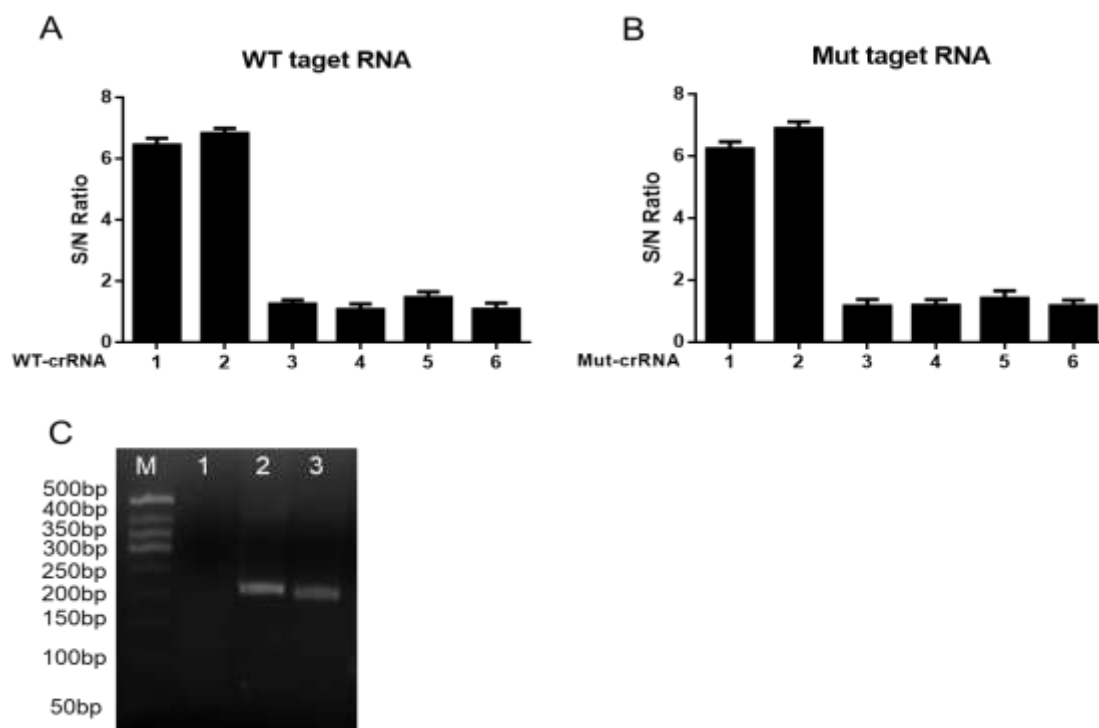 A
WT taget RNA
8
6
4
2
0
S/N Ratio
WT-crRNA 1 2 3 4 5 6
B
Mut taget RNA
8
6
4
2
0
S/N Ratio
Mut-crRNA 1 2 3 4 5 6
C
M 1 2 3
500bp
400bp
350bp
300bp
250bp
200bp
150bp
100bp
50bp